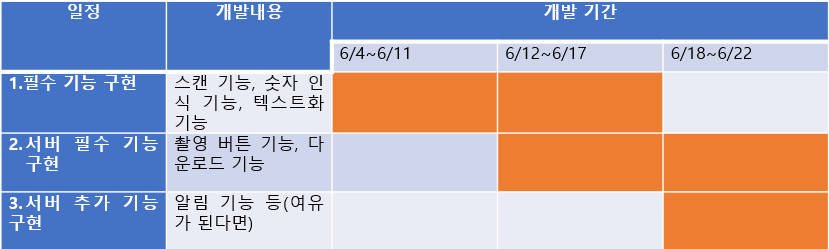 일정 개발내용 개발 기간
6/4~6/11 6/12~6/17 6/18~6/22
1.필수 기능 구현
스캔 기능, 숫자 인
식 기능, 텍스트화
기능
2.서버 필수 기능
구현
촬영 버튼 기능, 다
운로드 기능
3.서버 추가 기능
구현
알림 기능 등(여유
가 된다면)